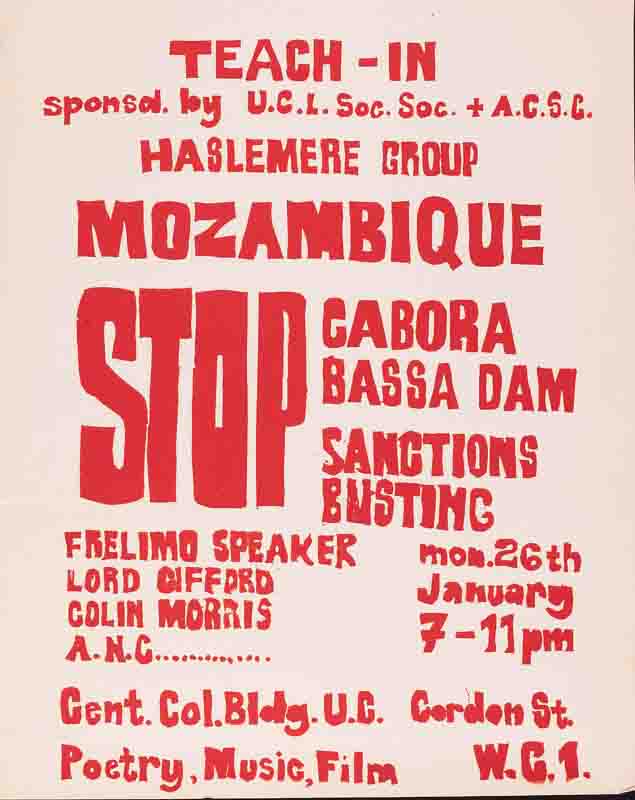 TEACH-IN
sponsd. by U.C.L. Soc. Soc. + A.C.S.C.
HASLEMERE GROUP
MOZAMBIQUE
STOP
CABORA
BASSA DAM
SANCTIONS
BUSTING
FRELIMO SPEAKER
LORD GIFFORD
COLIN MORRIS
A.N.C..............
mon. 26th
January
7-11pm
Cent. Col. Bldg. U.C. Gordon St.
Poetry, Music, Film W.C.1.